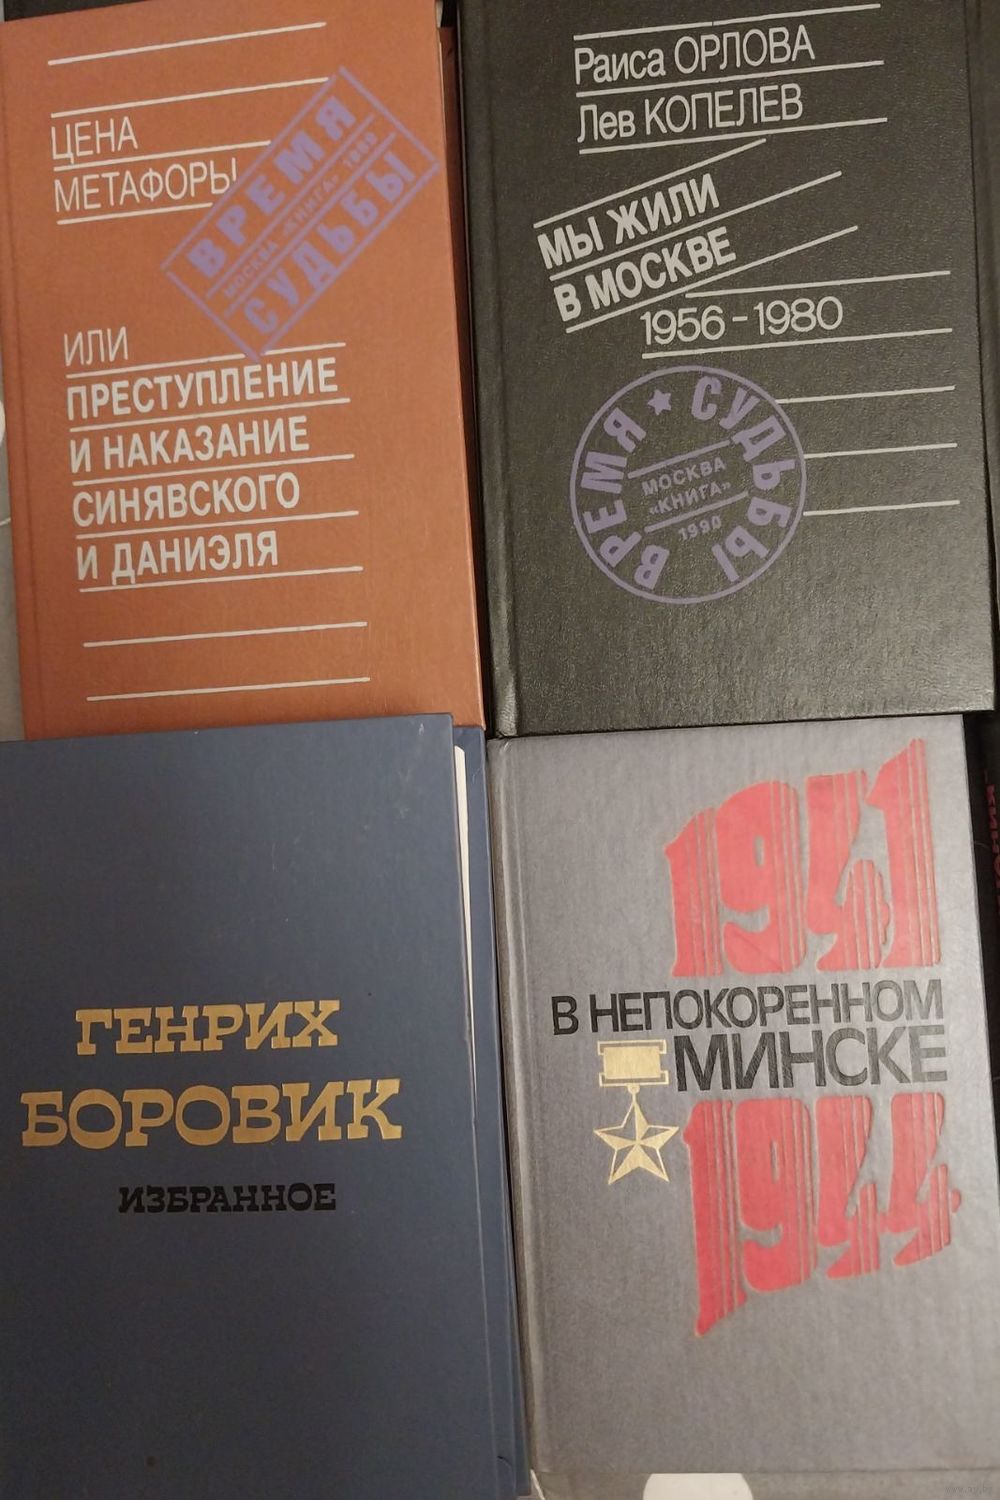 ЦЕНА
МЕТАФОРЫ
ВРЕМЯ
МОСКВА «КНИГА» 1989
СУДЬБЫ
ИЛИ
ПРЕСТУПЛЕНИЕ
И НАКАЗАНИЕ
СИНЯВСКОГО
И ДАНИЭЛЯ
Раиса ОРЛОВА
Лев КОПЕЛЕВ
МЫ ЖИЛИ
В МОСКВЕ
1956-1980
ВРЕМЯ ★ СУДЬБЫ
МОСКВА
«КНИГА»
1990
ГЕНРИХ
БОРОВИК
ИЗБРАННОЕ
1941
В НЕПОКОРЕННОМ
МИНСКЕ
1944